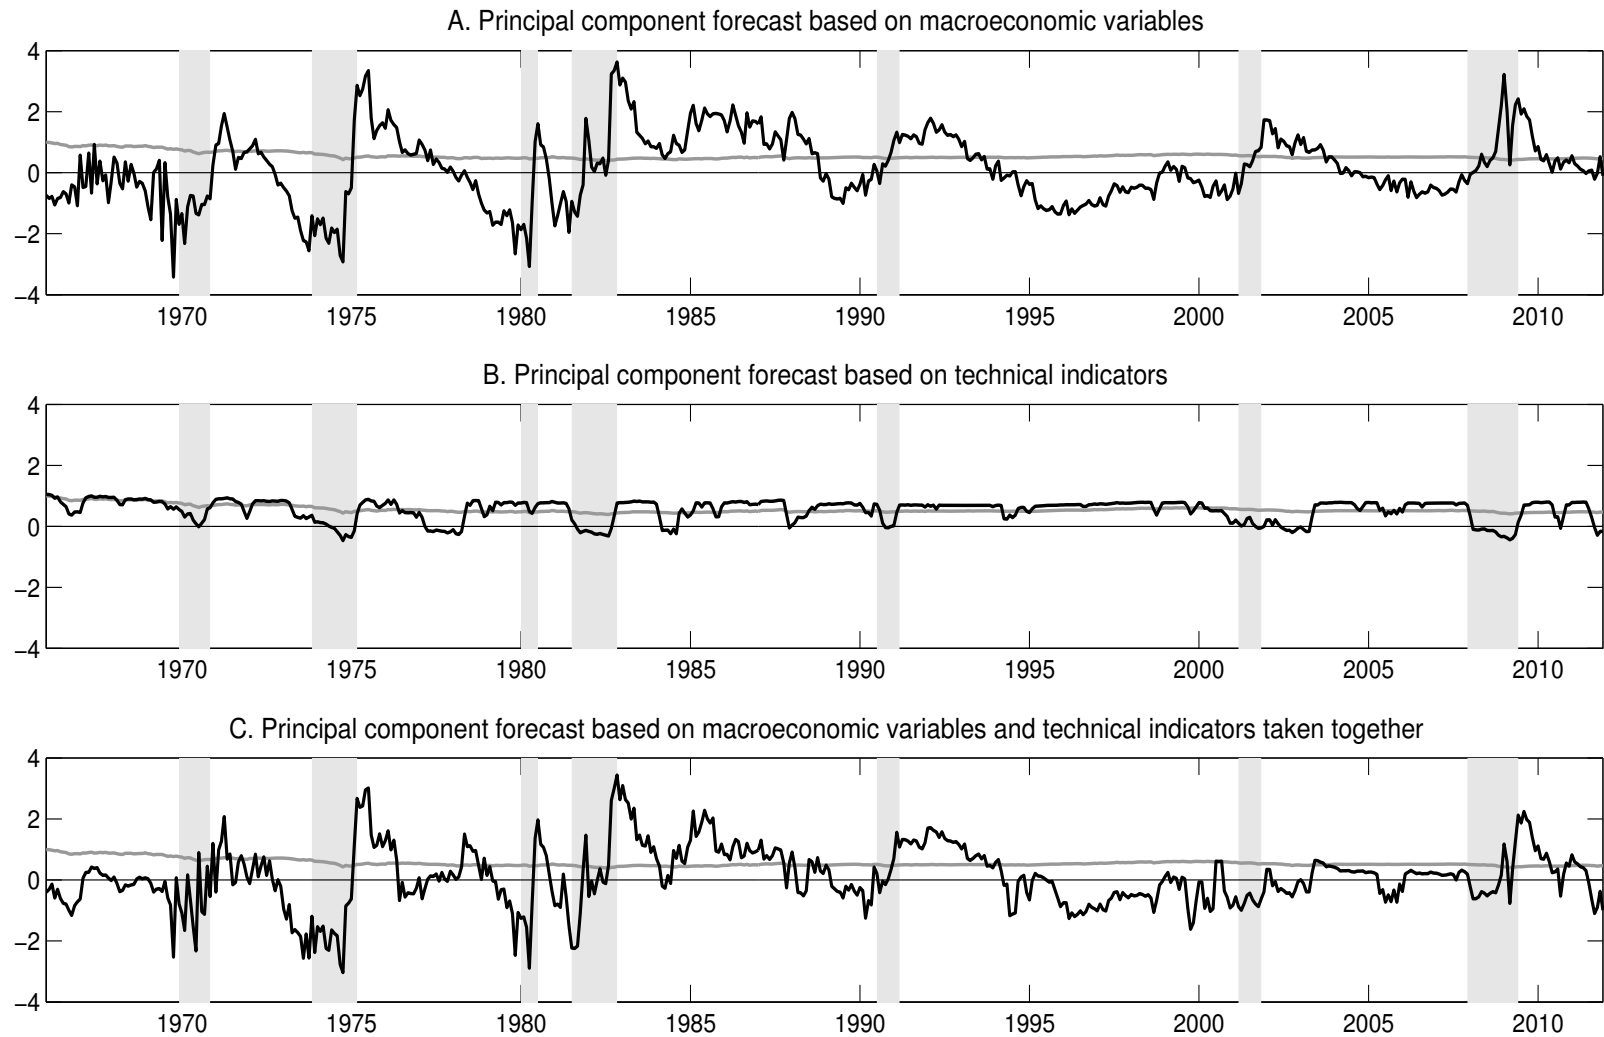 A. Principal component forecast based on macroeconomic variables
4
2
0
−2
−4
1970 1975 1980 1985 1990 1995 2000 2005 2010
B. Principal component forecast based on technical indicators
4
2
0
−2
−4
1970 1975 1980 1985 1990 1995 2000 2005 2010
C. Principal component forecast based on macroeconomic variables and technical indicators taken together
4
2
0
−2
−4
1970 1975 1980 1985 1990 1995 2000 2005 2010